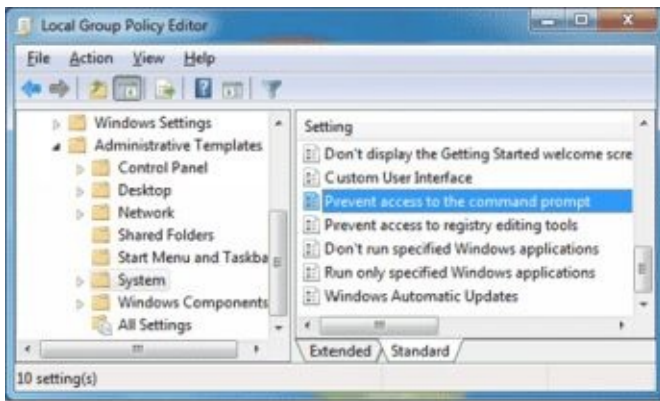 Local Group Policy Editor
File Action View Help
Windows Settings
Administrative Templates
Control Panel
Desktop
Network
Shared Folders
Start Menu and Taskba
System
Windows Components
All Settings
Setting
Don't display the Getting Started welcome scre
Custom User Interface
Prevent access to the command prompt
Prevent access to registry editing tools
Don't run specified Windows applications
Run only specified Windows applications
Windows Automatic Updates
Extended Standard
10 setting(s)